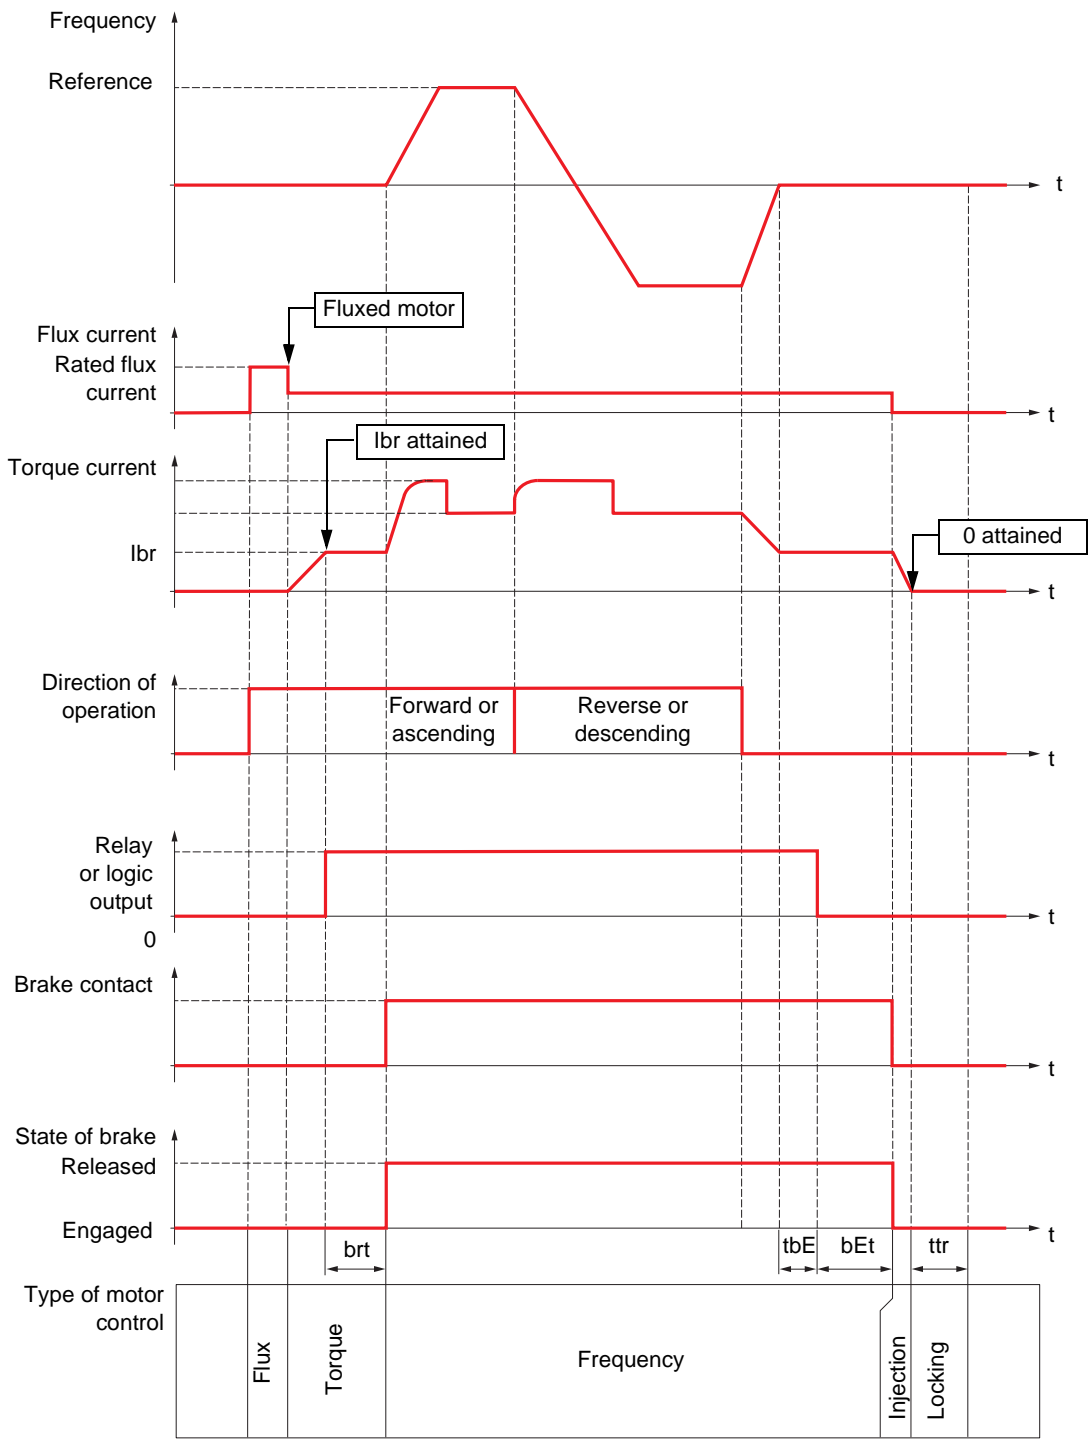 Frequency
Reference
t
Fluxed motor
Flux current
Rated flux
current
t
Ibr attained
Torque current
Ibr
0 attained
t
Direction of
operation
Forward or
ascending
Reverse or
descending
t
Relay
or logic
output
0
t
Brake contact
t
State of brake
Released
Engaged
t
brt
tbE
bEt
ttr
Type of motor
control
Flux
Torque
Frequency
Injection
Locking